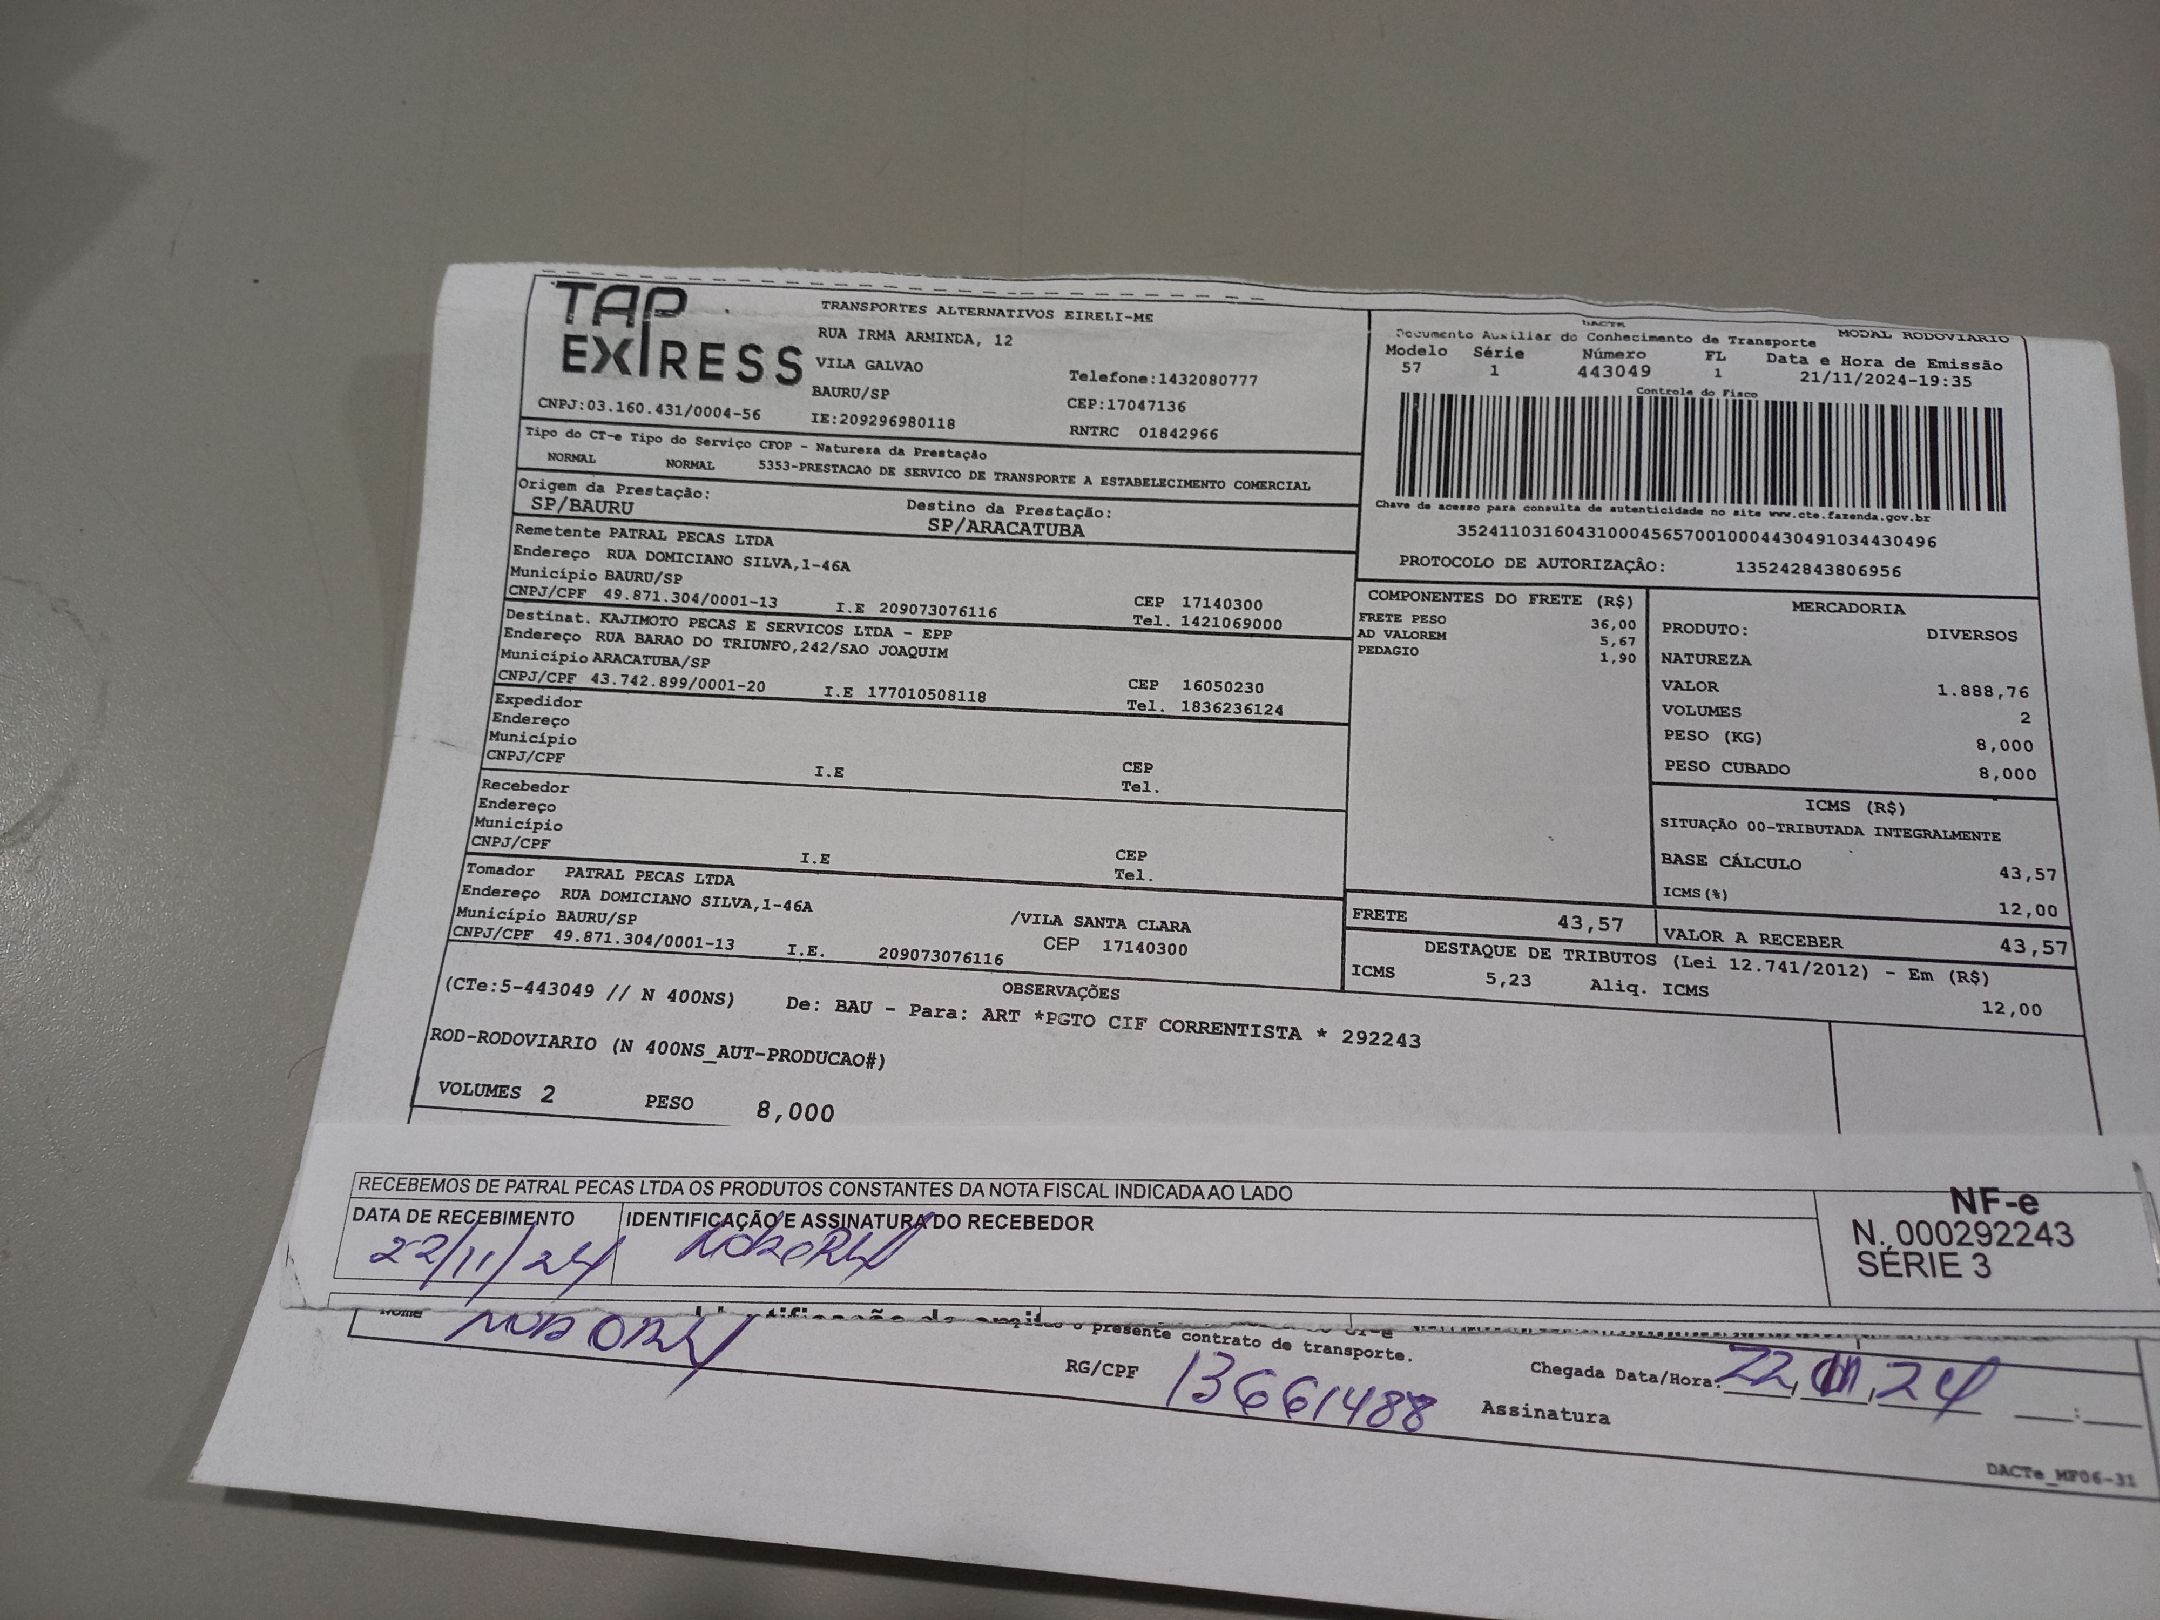 TAP
EXPRESS
TRANSPORTES ALTERNATIVOS EIRELI-ME
RUA IRMA ARMINDA, 12
VILA GALVAO
BAURU/SP
Telefone:1432080777
CEP:17047136
CNPJ:03.160.431/0004-56
IE:209296980118
RNTRC 01842966
DACTE
Documento Auxiliar do Conhecimento de Transporte
MODAL RODOVIARIO
Modelo Série Número FL Data e Hora de Emissão
57 1 443049 1 21/11/2024-19:35
Controle do Fisco
Chave de acesso para consulta de autenticidade no site www.cte.fazenda.gov.br
35241103160431000456570010004430491034430496
PROTOCOLO DE AUTORIZAÇÂO: 135242843806956
Tipo do CT-e Tipo do Serviço CFOP - Natureza da Prestação
NORMAL NORMAL 5353-PRESTACAO DE SERVICO DE TRANSPORTE A ESTABELECIMENTO COMERCIAL
Origem da Prestação: Destino da Prestação:
SP/BAURU SP/ARACATUBA
Remetente PATRAL PECAS LTDA
Endereço RUA DOMICIANO SILVA,1-46A
Município BAURU/SP CEP 17140300
CNPJ/CPF 49.871.304/0001-13 I.E 209073076116 Tel. 1421069000
Destinat. KAJIMOTO PECAS E SERVICOS LTDA - EPP
Endereço RUA BARAO DO TRIUNFO,242/SAO JOAQUIM
Município ARACATUBA/SP CEP 16050230
CNPJ/CPF 43.742.899/0001-20 I.E 177010508118 Tel. 1836236124
Expedidor
Endereço
Município CEP
CNPJ/CPF I.E Tel.
Recebedor
Endereço
Município CEP
CNPJ/CPF I.E Tel.
Tomador PATRAL PECAS LTDA
Endereço RUA DOMICIANO SILVA,1-46A /VILA SANTA CLARA
Município BAURU/SP CEP 17140300
CNPJ/CPF 49.871.304/0001-13 I.E. 209073076116
COMPONENTES DO FRETE (R$)
FRETE PESO 36,00
AD VALOREM 5,67
PEDAGIO 1,90
MERCADORIA
PRODUTO: DIVERSOS
NATUREZA
VALOR 1.888,76
VOLUMES 2
PESO (KG) 8,000
PESO CUBADO 8,000
ICMS (R$)
SITUAÇÃO 00-TRIBUTADA INTEGRALMENTE
BASE CÁLCULO 43,57
ICMS(%) 12,00
FRETE 43,57
VALOR A RECEBER 43,57
DESTAQUE DE TRIBUTOS (Lei 12.741/2012) - Em (R$)
ICMS 5,23 Aliq. ICMS 12,00
OBSERVAÇÕES
(CTe:5-443049 // N 400NS) De: BAU - Para: ART *PGTO CIF CORRENTISTA * 292243
ROD-RODOVIARIO (N 400NS_AUT-PRODUCAO#)
VOLUMES 2 PESO 8,000
RECEBEMOS DE PATRAL PECAS LTDA OS PRODUTOS CONSTANTES DA NOTA FISCAL INDICADA AO LADO
DATA DE RECEBIMENTO IDENTIFICAÇÃO E ASSINATURA DO RECEBEDOR
22/11/24
NF-e
N. 000292243
SÉRIE 3
Nome
o presente contrato de transporte.
RG/CPF 13661488
Chegada Data/Hora: 22, 11, 24 :
Assinatura
DACTe_MF06-31